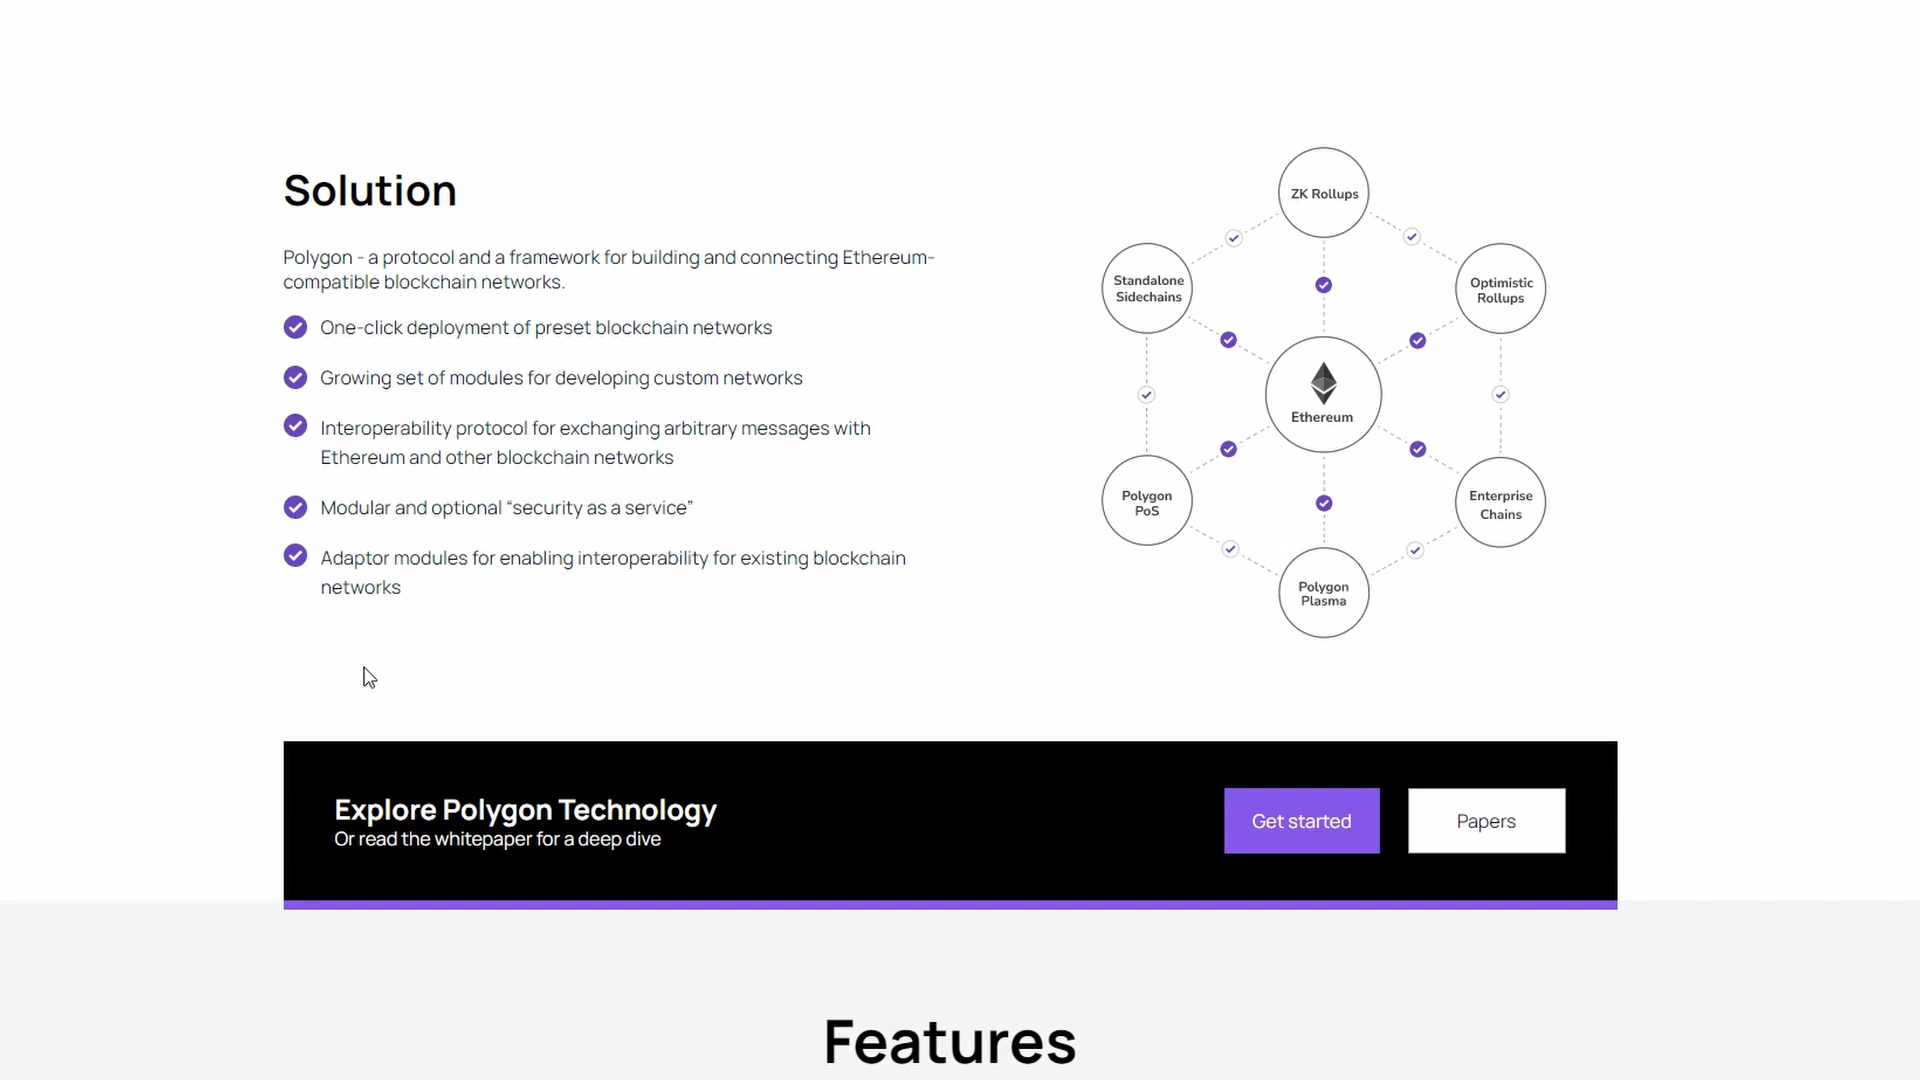 Solution
Polygon - a protocol and a framework for building and connecting Ethereum-
compatible blockchain networks.
One-click deployment of preset blockchain networks
Growing set of modules for developing custom networks
Interoperability protocol for exchanging arbitrary messages with
Ethereum and other blockchain networks
Modular and optional “security as a service”
Adaptor modules for enabling interoperability for existing blockchain
networks
ZK Rollups
Standalone
Sidechains
Optimistic
Rollups
Ethereum
Polygon
PoS
Enterprise
Chains
Polygon
Plasma
Explore Polygon Technology
Or read the whitepaper for a deep dive
Get started
Papers
Features